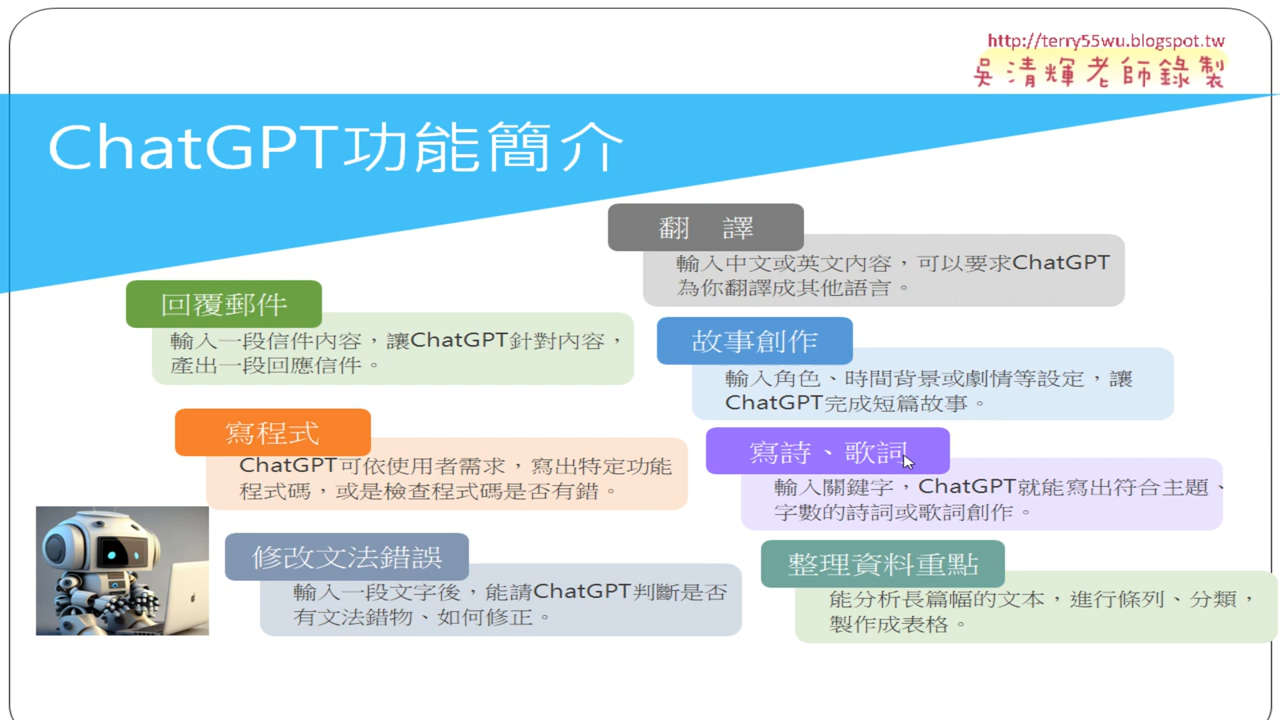 http://terry55wu.blogspot.tw
吳清輝老師錄製
ChatGPT功能簡介
回覆郵件
輸入一段信件內容，讓ChatGPT針對內容，
產出一段回應信件。
寫程式
ChatGPT可依使用者需求，寫出特定功能
程式碼，或是檢查程式碼是否有錯。
修改文法錯誤
輸入一段文字後，能請ChatGPT判斷是否
有文法錯物、如何修正。
翻 譯
輸入中文或英文內容，可以要求ChatGPT
為你翻譯成其他語言。
故事創作
輸入角色、時間背景或劇情等設定，讓
ChatGPT完成短篇故事。
寫詩、歌詞
輸入關鍵字，ChatGPT就能寫出符合主題、
字數的詩詞或歌詞創作。
整理資料重點
能分析長篇幅的文本，進行條列、分類，
製作成表格。